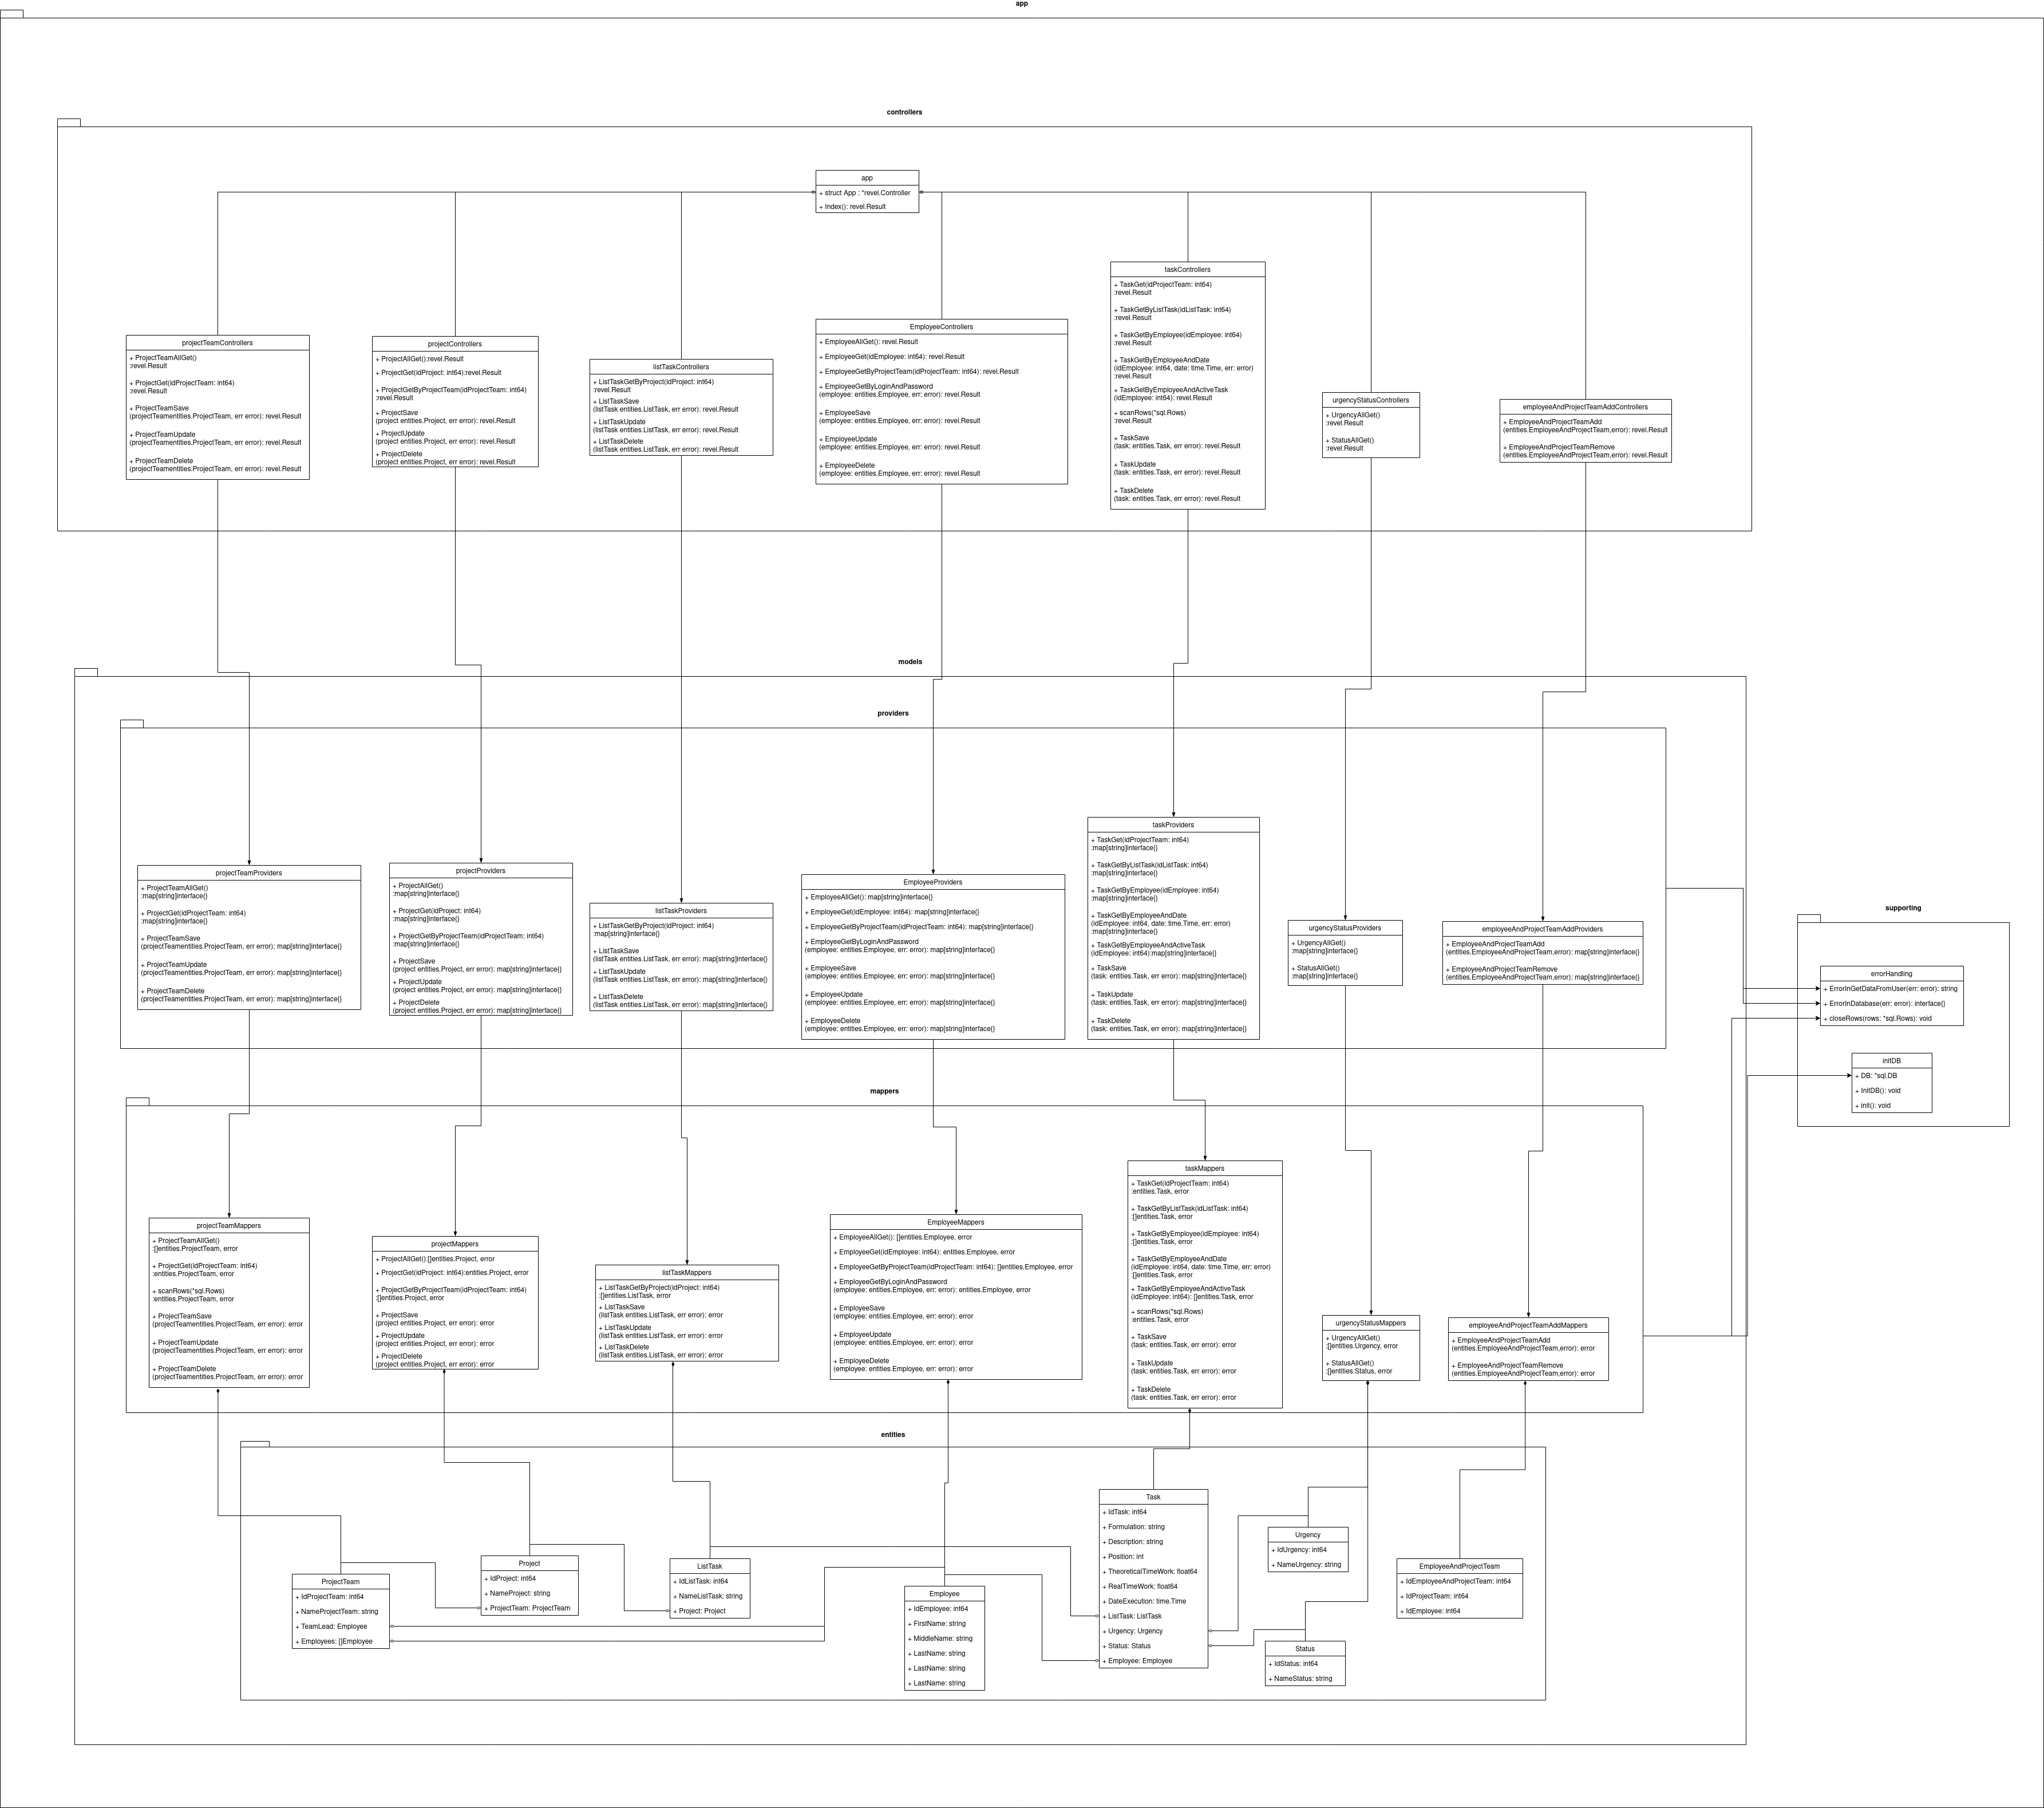 app
controllers
app
+ struct App : *revel.Controller
+ Index(): revel.Result
projectTeamControllers
+ ProjectTeamAllGet()
:revel.Result
+ ProjectGet(idProjectTeam: int64)
:revel.Result
+ ProjectTeamSave
(projectTeamentities.ProjectTeam, err error): revel.Result
+ ProjectTeamUpdate
(projectTeamentities.ProjectTeam, err error): revel.Result
+ ProjectTeamDelete
(projectTeamentities.ProjectTeam, err error): revel.Result
projectControllers
+ ProjectAllGet():revel.Result
+ ProjectGet(idProject: int64):revel.Result
+ ProjectGetByProjectTeam(idProjectTeam: int64)
:revel.Result
+ ProjectSave
(project entities.Project, err error): revel.Result
+ ProjectUpdate
(project entities.Project, err error): revel.Result
+ ProjectDelete
(project entities.Project, err error): revel.Result
listTaskControllers
+ ListTaskGetByProject(idProject: int64)
:revel.Result
+ ListTaskSave
(listTask entities.ListTask, err error): revel.Result
+ ListTaskUpdate
(listTask entities.ListTask, err error): revel.Result
+ ListTaskDelete
(listTask entities.ListTask, err error): revel.Result
EmployeeControllers
+ EmployeeAllGet(): revel.Result
+ EmployeeGet(idEmployee: int64): revel.Result
+ EmployeeGetByProjectTeam(idProjectTeam: int64): revel.Result
+ EmployeeGetByLoginAndPassword
(employee: entities.Employee, err: error): revel.Result
+ EmployeeSave
(employee: entities.Employee, err: error): revel.Result
+ EmployeeUpdate
(employee: entities.Employee, err: error): revel.Result
+ EmployeeDelete
(employee: entities.Employee, err: error): revel.Result
taskControllers
+ TaskGet(idProjectTeam: int64)
:revel.Result
+ TaskGetByListTask(idListTask: int64)
:revel.Result
+ TaskGetByEmployee(idEmployee: int64)
:revel.Result
+ TaskGetByEmployeeAndDate
(idEmployee: int64, date: time.Time, err: error)
:revel.Result
+ TaskGetByEmployeeAndActiveTask
(idEmployee: int64): revel.Result
+ scanRows(*sql.Rows)
:revel.Result
+ TaskSave
(task: entities.Task, err error): revel.Result
+ TaskUpdate
(task: entities.Task, err error): revel.Result
+ TaskDelete
(task: entities.Task, err error): revel.Result
urgencyStatusControllers
+ UrgencyAllGet()
:revel.Result
+ StatusAllGet()
:revel.Result
employeeAndProjectTeamAddControllers
+ EmployeeAndProjectTeamAdd
(entities.EmployeeAndProjectTeam,error): revel.Result
+ EmployeeAndProjectTeamRemove
(entities.EmployeeAndProjectTeam,error): revel.Result
models
providers
projectTeamProviders
+ ProjectTeamAllGet()
:map[string]interface{}
+ ProjectGet(idProjectTeam: int64)
:map[string]interface{}
+ ProjectTeamSave
(projectTeamentities.ProjectTeam, err error): map[string]interface{}
+ ProjectTeamUpdate
(projectTeamentities.ProjectTeam, err error): map[string]interface{}
+ ProjectTeamDelete
(projectTeamentities.ProjectTeam, err error): map[string]interface{}
projectProviders
+ ProjectAllGet()
:map[string]interface{}
+ ProjectGet(idProject: int64)
:map[string]interface{}
+ ProjectGetByProjectTeam(idProjectTeam: int64)
:map[string]interface{}
+ ProjectSave
(project entities.Project, err error): map[string]interface{}
+ ProjectUpdate
(project entities.Project, err error): map[string]interface{}
+ ProjectDelete
(project entities.Project, err error): map[string]interface{}
listTaskProviders
+ ListTaskGetByProject(idProject: int64)
:map[string]interface{}
+ ListTaskSave
(listTask entities.ListTask, err error): map[string]interface{}
+ ListTaskUpdate
(listTask entities.ListTask, err error): map[string]interface{}
+ ListTaskDelete
(listTask entities.ListTask, err error): map[string]interface{}
EmployeeProviders
+ EmployeeAllGet(): map[string]interface{}
+ EmployeeGet(idEmployee: int64): map[string]interface{}
+ EmployeeGetByProjectTeam(idProjectTeam: int64): map[string]interface{}
+ EmployeeGetByLoginAndPassword
(employee: entities.Employee, err: error): map[string]interface{}
+ EmployeeSave
(employee: entities.Employee, err: error): map[string]interface{}
+ EmployeeUpdate
(employee: entities.Employee, err: error): map[string]interface{}
+ EmployeeDelete
(employee: entities.Employee, err: error): map[string]interface{}
taskProviders
+ TaskGet(idProjectTeam: int64)
:map[string]interface{}
+ TaskGetByListTask(idListTask: int64)
:map[string]interface{}
+ TaskGetByEmployee(idEmployee: int64)
:map[string]interface{}
+ TaskGetByEmployeeAndDate
(idEmployee: int64, date: time.Time, err: error)
:map[string]interface{}
+ TaskGetByEmployeeAndActiveTask
(idEmployee: int64):map[string]interface{}
+ TaskSave
(task: entities.Task, err error): map[string]interface{}
+ TaskUpdate
(task: entities.Task, err error): map[string]interface{}
+ TaskDelete
(task: entities.Task, err error): map[string]interface{}
urgencyStatusProviders
+ UrgencyAllGet()
:map[string]interface{}
+ StatusAllGet()
:map[string]interface{}
employeeAndProjectTeamAddProviders
+ EmployeeAndProjectTeamAdd
(entities.EmployeeAndProjectTeam,error): map[string]interface{}
+ EmployeeAndProjectTeamRemove
(entities.EmployeeAndProjectTeam,error): map[string]interface{}
supporting
errorHandling
+ ErrorInGetDataFromUser(err: error): string
+ ErrorInDatabase(err: error): interface{}
+ closeRows(rows: *sql.Rows): void
initDB
+ DB: *sql.DB
+ InitDB(): void
+ init(): void
mappers
projectTeamMappers
+ ProjectTeamAllGet()
:[]entities.ProjectTeam, error
+ ProjectGet(idProjectTeam: int64)
:entities.ProjectTeam, error
+ scanRows(*sql.Rows)
:entities.ProjectTeam, error
+ ProjectTeamSave
(projectTeamentities.ProjectTeam, err error): error
+ ProjectTeamUpdate
(projectTeamentities.ProjectTeam, err error): error
+ ProjectTeamDelete
(projectTeamentities.ProjectTeam, err error): error
projectMappers
+ ProjectAllGet():[]entities.Project, error
+ ProjectGet(idProject: int64):entities.Project, error
+ ProjectGetByProjectTeam(idProjectTeam: int64)
:[]entities.Project, error
+ ProjectSave
(project entities.Project, err error): error
+ ProjectUpdate
(project entities.Project, err error): error
+ ProjectDelete
(project entities.Project, err error): error
listTaskMappers
+ ListTaskGetByProject(idProject: int64)
:[]entities.ListTask, error
+ ListTaskSave
(listTask entities.ListTask, err error): error
+ ListTaskUpdate
(listTask entities.ListTask, err error): error
+ ListTaskDelete
(listTask entities.ListTask, err error): error
EmployeeMappers
+ EmployeeAllGet(): []entities.Employee, error
+ EmployeeGet(idEmployee: int64): entities.Employee, error
+ EmployeeGetByProjectTeam(idProjectTeam: int64): []entities.Employee, error
+ EmployeeGetByLoginAndPassword
(employee: entities.Employee, err: error): entities.Employee, error
+ EmployeeSave
(employee: entities.Employee, err: error): error
+ EmployeeUpdate
(employee: entities.Employee, err: error): error
+ EmployeeDelete
(employee: entities.Employee, err: error): error
taskMappers
+ TaskGet(idProjectTeam: int64)
:entities.Task, error
+ TaskGetByListTask(idListTask: int64)
:[]entities.Task, error
+ TaskGetByEmployee(idEmployee: int64)
:[]entities.Task, error
+ TaskGetByEmployeeAndDate
(idEmployee: int64, date: time.Time, err: error)
:[]entities.Task, error
+ TaskGetByEmployeeAndActiveTask
(idEmployee: int64): []entities.Task, error
+ scanRows(*sql.Rows)
:entities.Task, error
+ TaskSave
(task: entities.Task, err error): error
+ TaskUpdate
(task: entities.Task, err error): error
+ TaskDelete
(task: entities.Task, err error): error
urgencyStatusMappers
+ UrgencyAllGet()
:[]entities.Urgency, error
+ StatusAllGet()
:[]entities.Status, error
employeeAndProjectTeamAddMappers
+ EmployeeAndProjectTeamAdd
(entities.EmployeeAndProjectTeam,error): error
+ EmployeeAndProjectTeamRemove
(entities.EmployeeAndProjectTeam,error): error
entities
ProjectTeam
+ IdProjectTeam: int64
+ NameProjectTeam: string
+ TeamLead: Employee
+ Employees: []Employee
Project
+ IdProject: int64
+ NameProject: string
+ ProjectTeam: ProjectTeam
ListTask
+ IdListTask: int64
+ NameListTask: string
+ Project: Project
Employee
+ IdEmployee: int64
+ FirstName: string
+ MiddleName: string
+ LastName: string
+ LastName: string
+ LastName: string
Task
+ IdTask: int64
+ Formulation: string
+ Description: string
+ Position: int
+ TheoreticalTimeWork: float64
+ RealTimeWork: float64
+ DateExecution: time.Time
+ ListTask: ListTask
+ Urgency: Urgency
+ Status: Status
+ Employee: Employee
Urgency
+ IdUrgency: int64
+ NameUrgency: string
Status
+ IdStatus: int64
+ NameStatus: string
EmployeeAndProjectTeam
+ IdEmployeeAndProjectTeam: int64
+ IdProjectTeam: int64
+ IdEmployee: int64